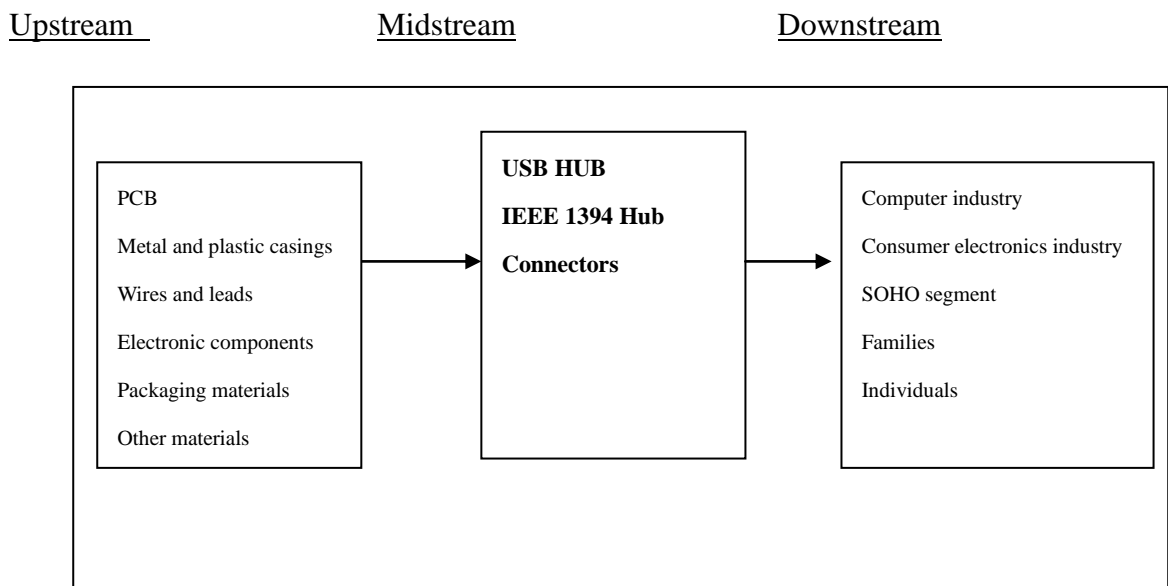 Upstream Midstream Downstream
PCB
Metal and plastic casings
Wires and leads
Electronic components
Packaging materials
Other materials
USB HUB
IEEE 1394 Hub
Connectors
Computer industry
Consumer electronics industry
SOHO segment
Families
Individuals